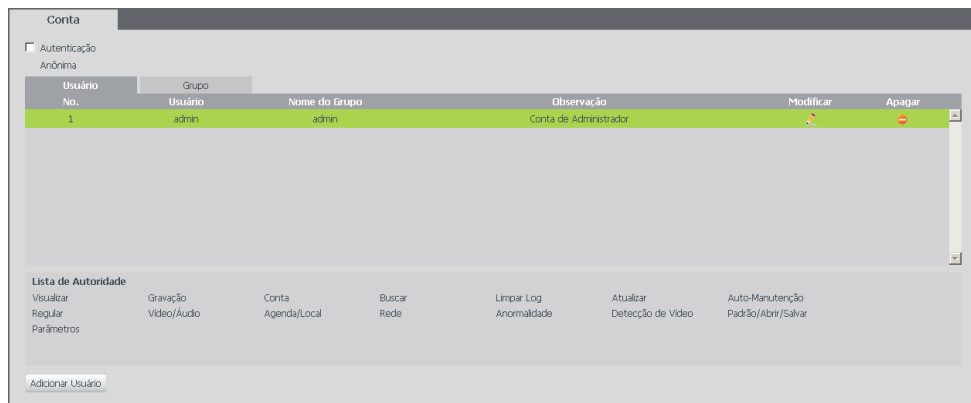 Conta
Autenticação
Anônima
Usuário Grupo
No. Usuário Nome do Grupo Observação Modificar Apagar
1 admin admin Conta de Administrador
Lista de Autoridade
Visualizar Gravação Conta Buscar Limpar Log Atualizar Auto-Manutenção
Regular Vídeo/Áudio Agenda/Local Rede Anormalidade Detecção de Vídeo Padrão/Abrir/Salvar
Parâmetros
Adicionar Usuário